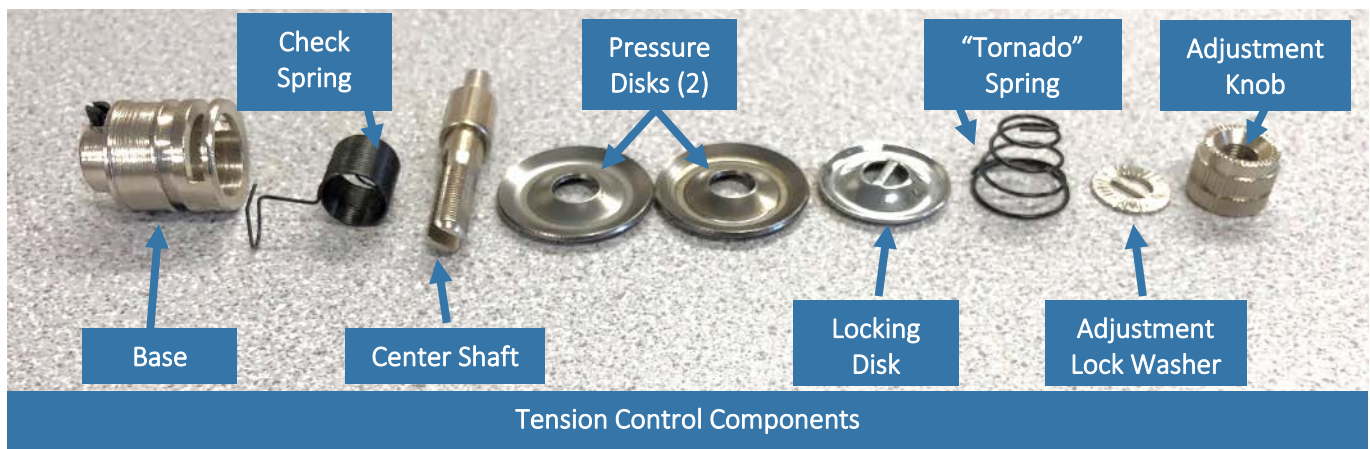 Check
Spring
Pressure
Disks (2)
“Tornado”
Spring
Adjustment
Knob
Base
Center Shaft
Locking
Disk
Adjustment
Lock Washer
Tension Control Components